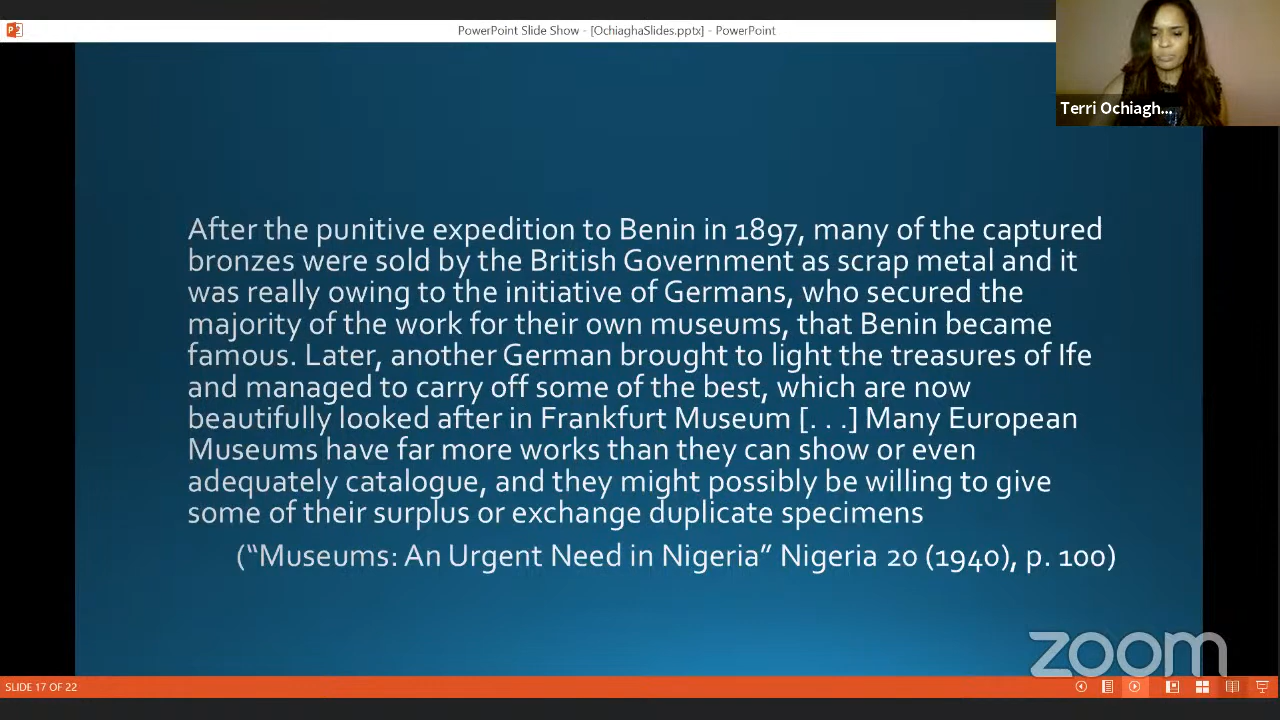 PowerPoint Slide Show - [OchiaghaSlides.pptx] - PowerPoint
Terri Ochiagh...
After the punitive expedition to Benin in 1897, many of the captured
bronzes were sold by the British Government as scrap metal and it
was really owing to the initiative of Germans, who secured the
majority of the work for their own museums, that Benin became
famous. Later, another German brought to light the treasures of Ife
and managed to carry off some of the best, which are now
beautifully looked after in Frankfurt Museum [. . .] Many European
Museums have far more works than they can show or even
adequately catalogue, and they might possibly be willing to give
some of their surplus or exchange duplicate specimens
(“Museums: An Urgent Need in Nigeria” Nigeria 20 (1940), p. 100)
zoom
SLIDE 17 OF 22